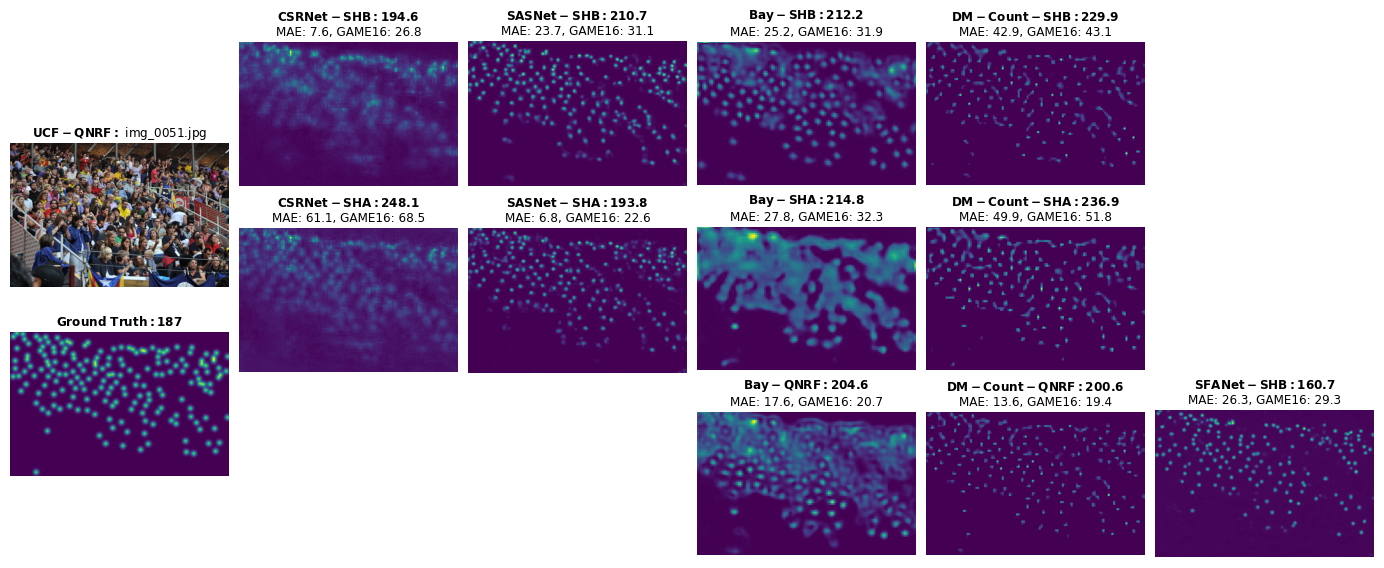 CSRNet − SHB : 194.6
MAE: 7.6, GAME16: 26.8
SASNet − SHB : 210.7
MAE: 23.7, GAME16: 31.1
Bay − SHB : 212.2
MAE: 25.2, GAME16: 31.9
DM − Count − SHB : 229.9
MAE: 42.9, GAME16: 43.1
UCF − QNRF : img_0051.jpg
CSRNet − SHA : 248.1
MAE: 61.1, GAME16: 68.5
SASNet − SHA : 193.8
MAE: 6.8, GAME16: 22.6
Bay − SHA : 214.8
MAE: 27.8, GAME16: 32.3
DM − Count − SHA : 236.9
MAE: 49.9, GAME16: 51.8
Ground Truth : 187
Bay − QNRF : 204.6
MAE: 17.6, GAME16: 20.7
DM − Count − QNRF : 200.6
MAE: 13.6, GAME16: 19.4
SFANet − SHB : 160.7
MAE: 26.3, GAME16: 29.3